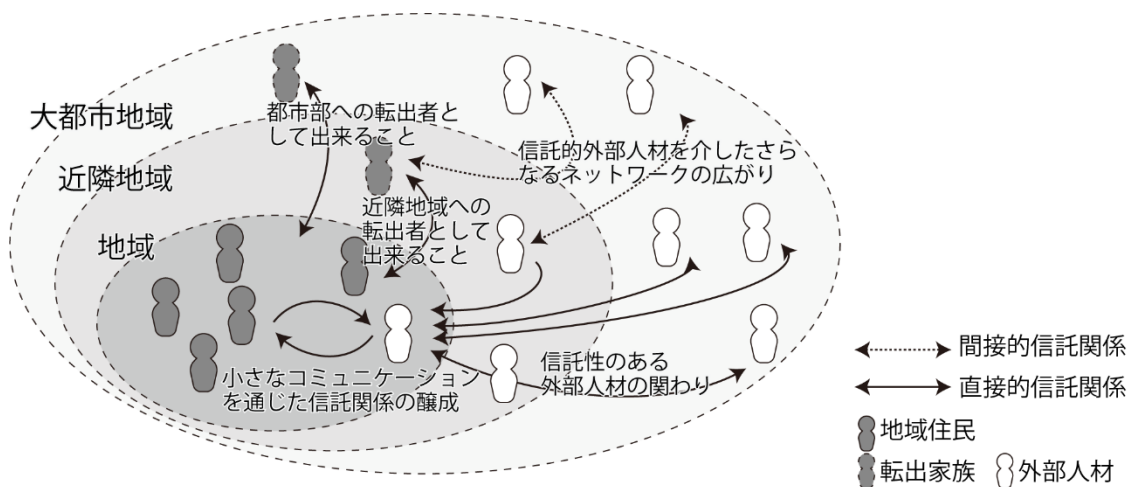 大都市地域
都市部への転出者と
して出来ること
近隣地域
信託的外部人材を介したさら
なるネットワークの広がり
近隣地域への
転出者として
出来ること
地域
小さなコミュニケーション
を通じた信託関係の醸成
信託性のある
外部人材の関わり
間接的信託関係
直接的信託関係
地域住民
転出家族 外部人材